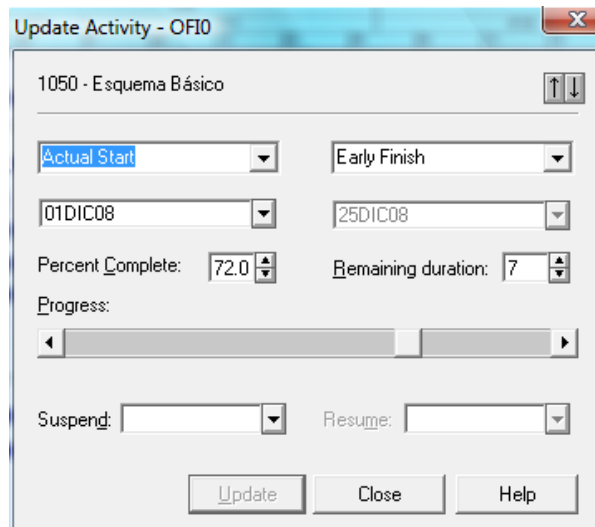 Update Activity - OFI0
1050 - Esquema Básico
Actual Start Early Finish
01DIC08 25DIC08
Percent Complete: 72.0 Remaining duration: 7
Progress:
Suspend: Resume:
Update Close Help